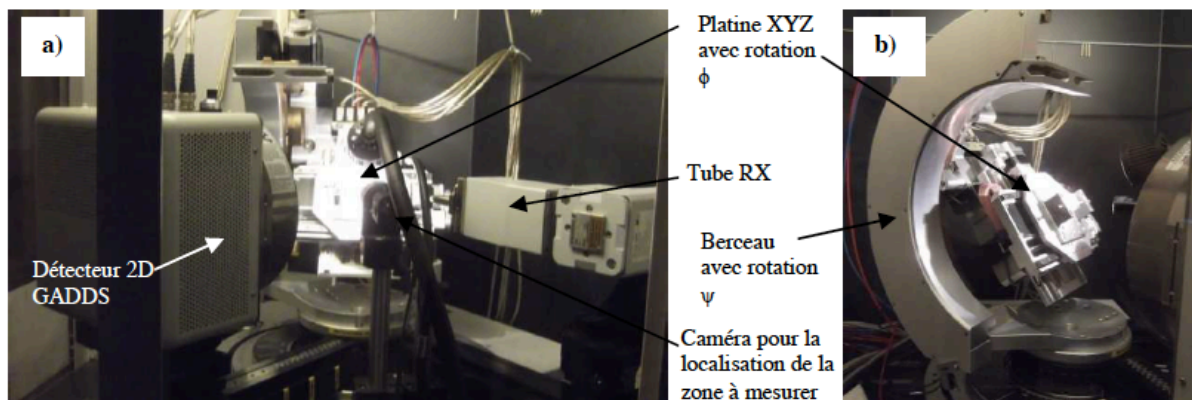 a)
Détecteur 2D
GADDS
Platine XYZ
avec rotation
ϕ
Tube RX
Berceau
avec rotation
ψ
Caméra pour la
localisation de la
zone à mesurer
b)